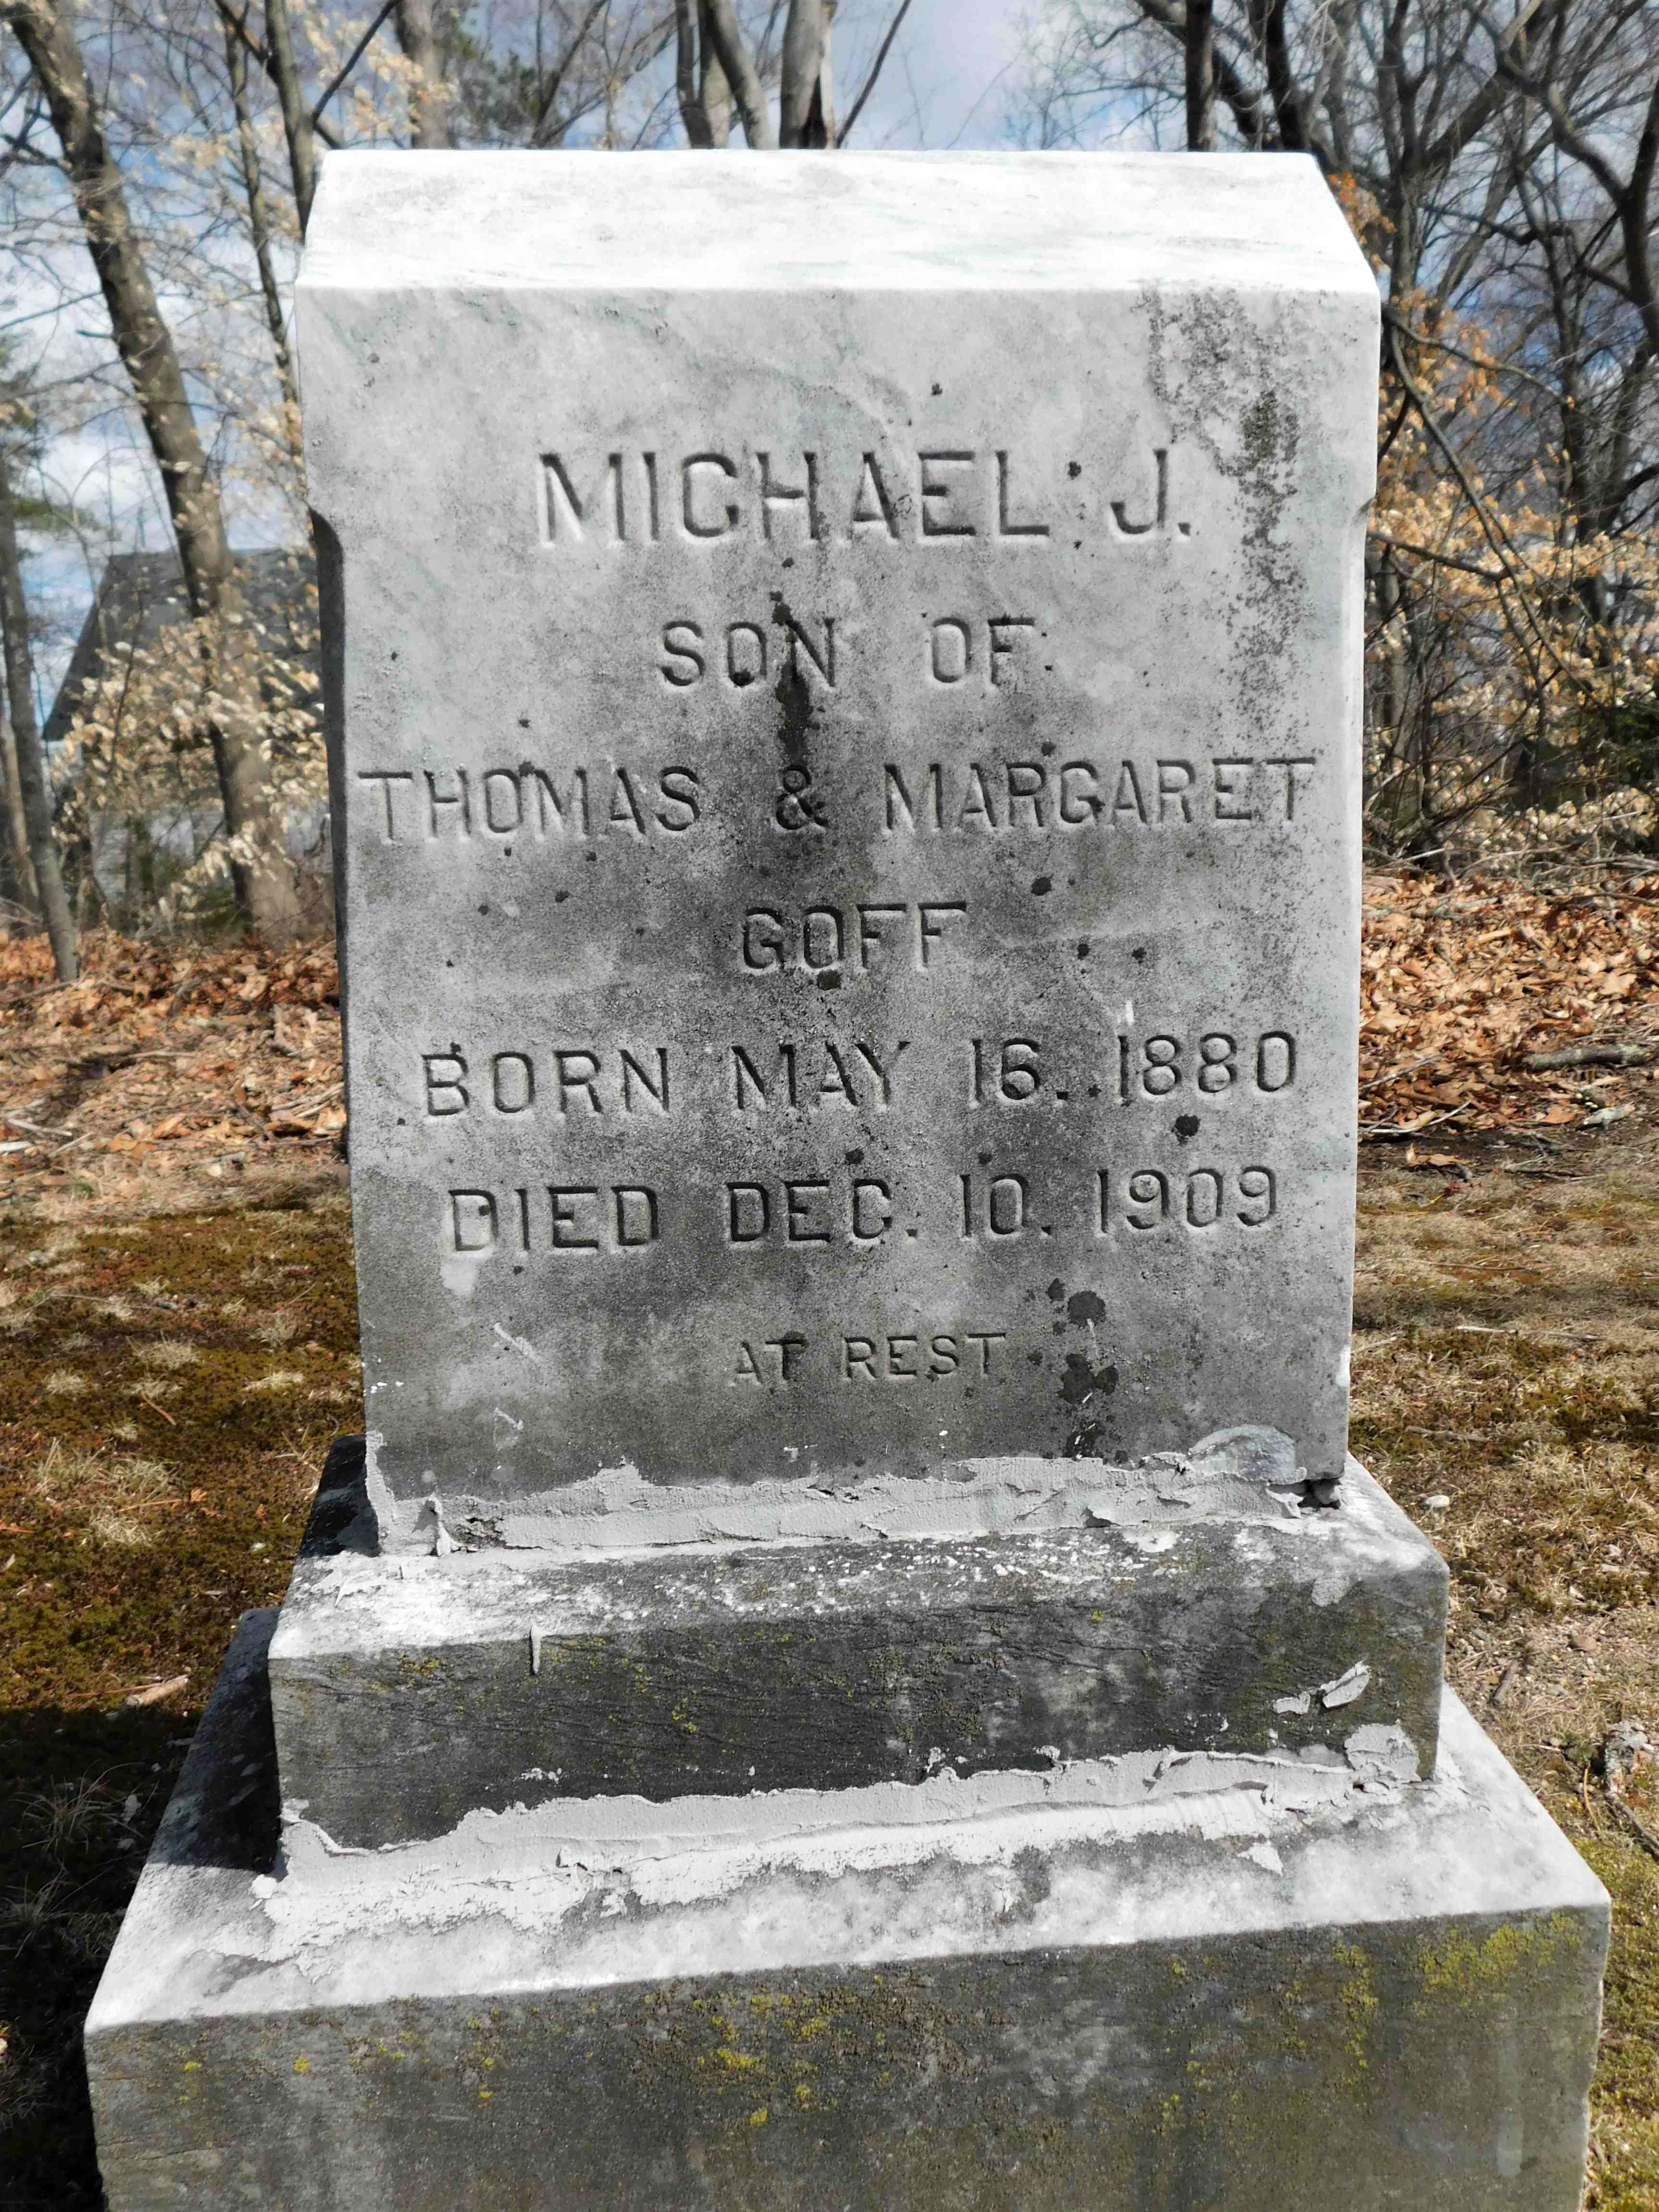 MICHAEL J.
SON OF
THOMAS & MARGARET
GOFF
BORN MAY 16. 1880
DIED DEC. 10. 1909
AT REST